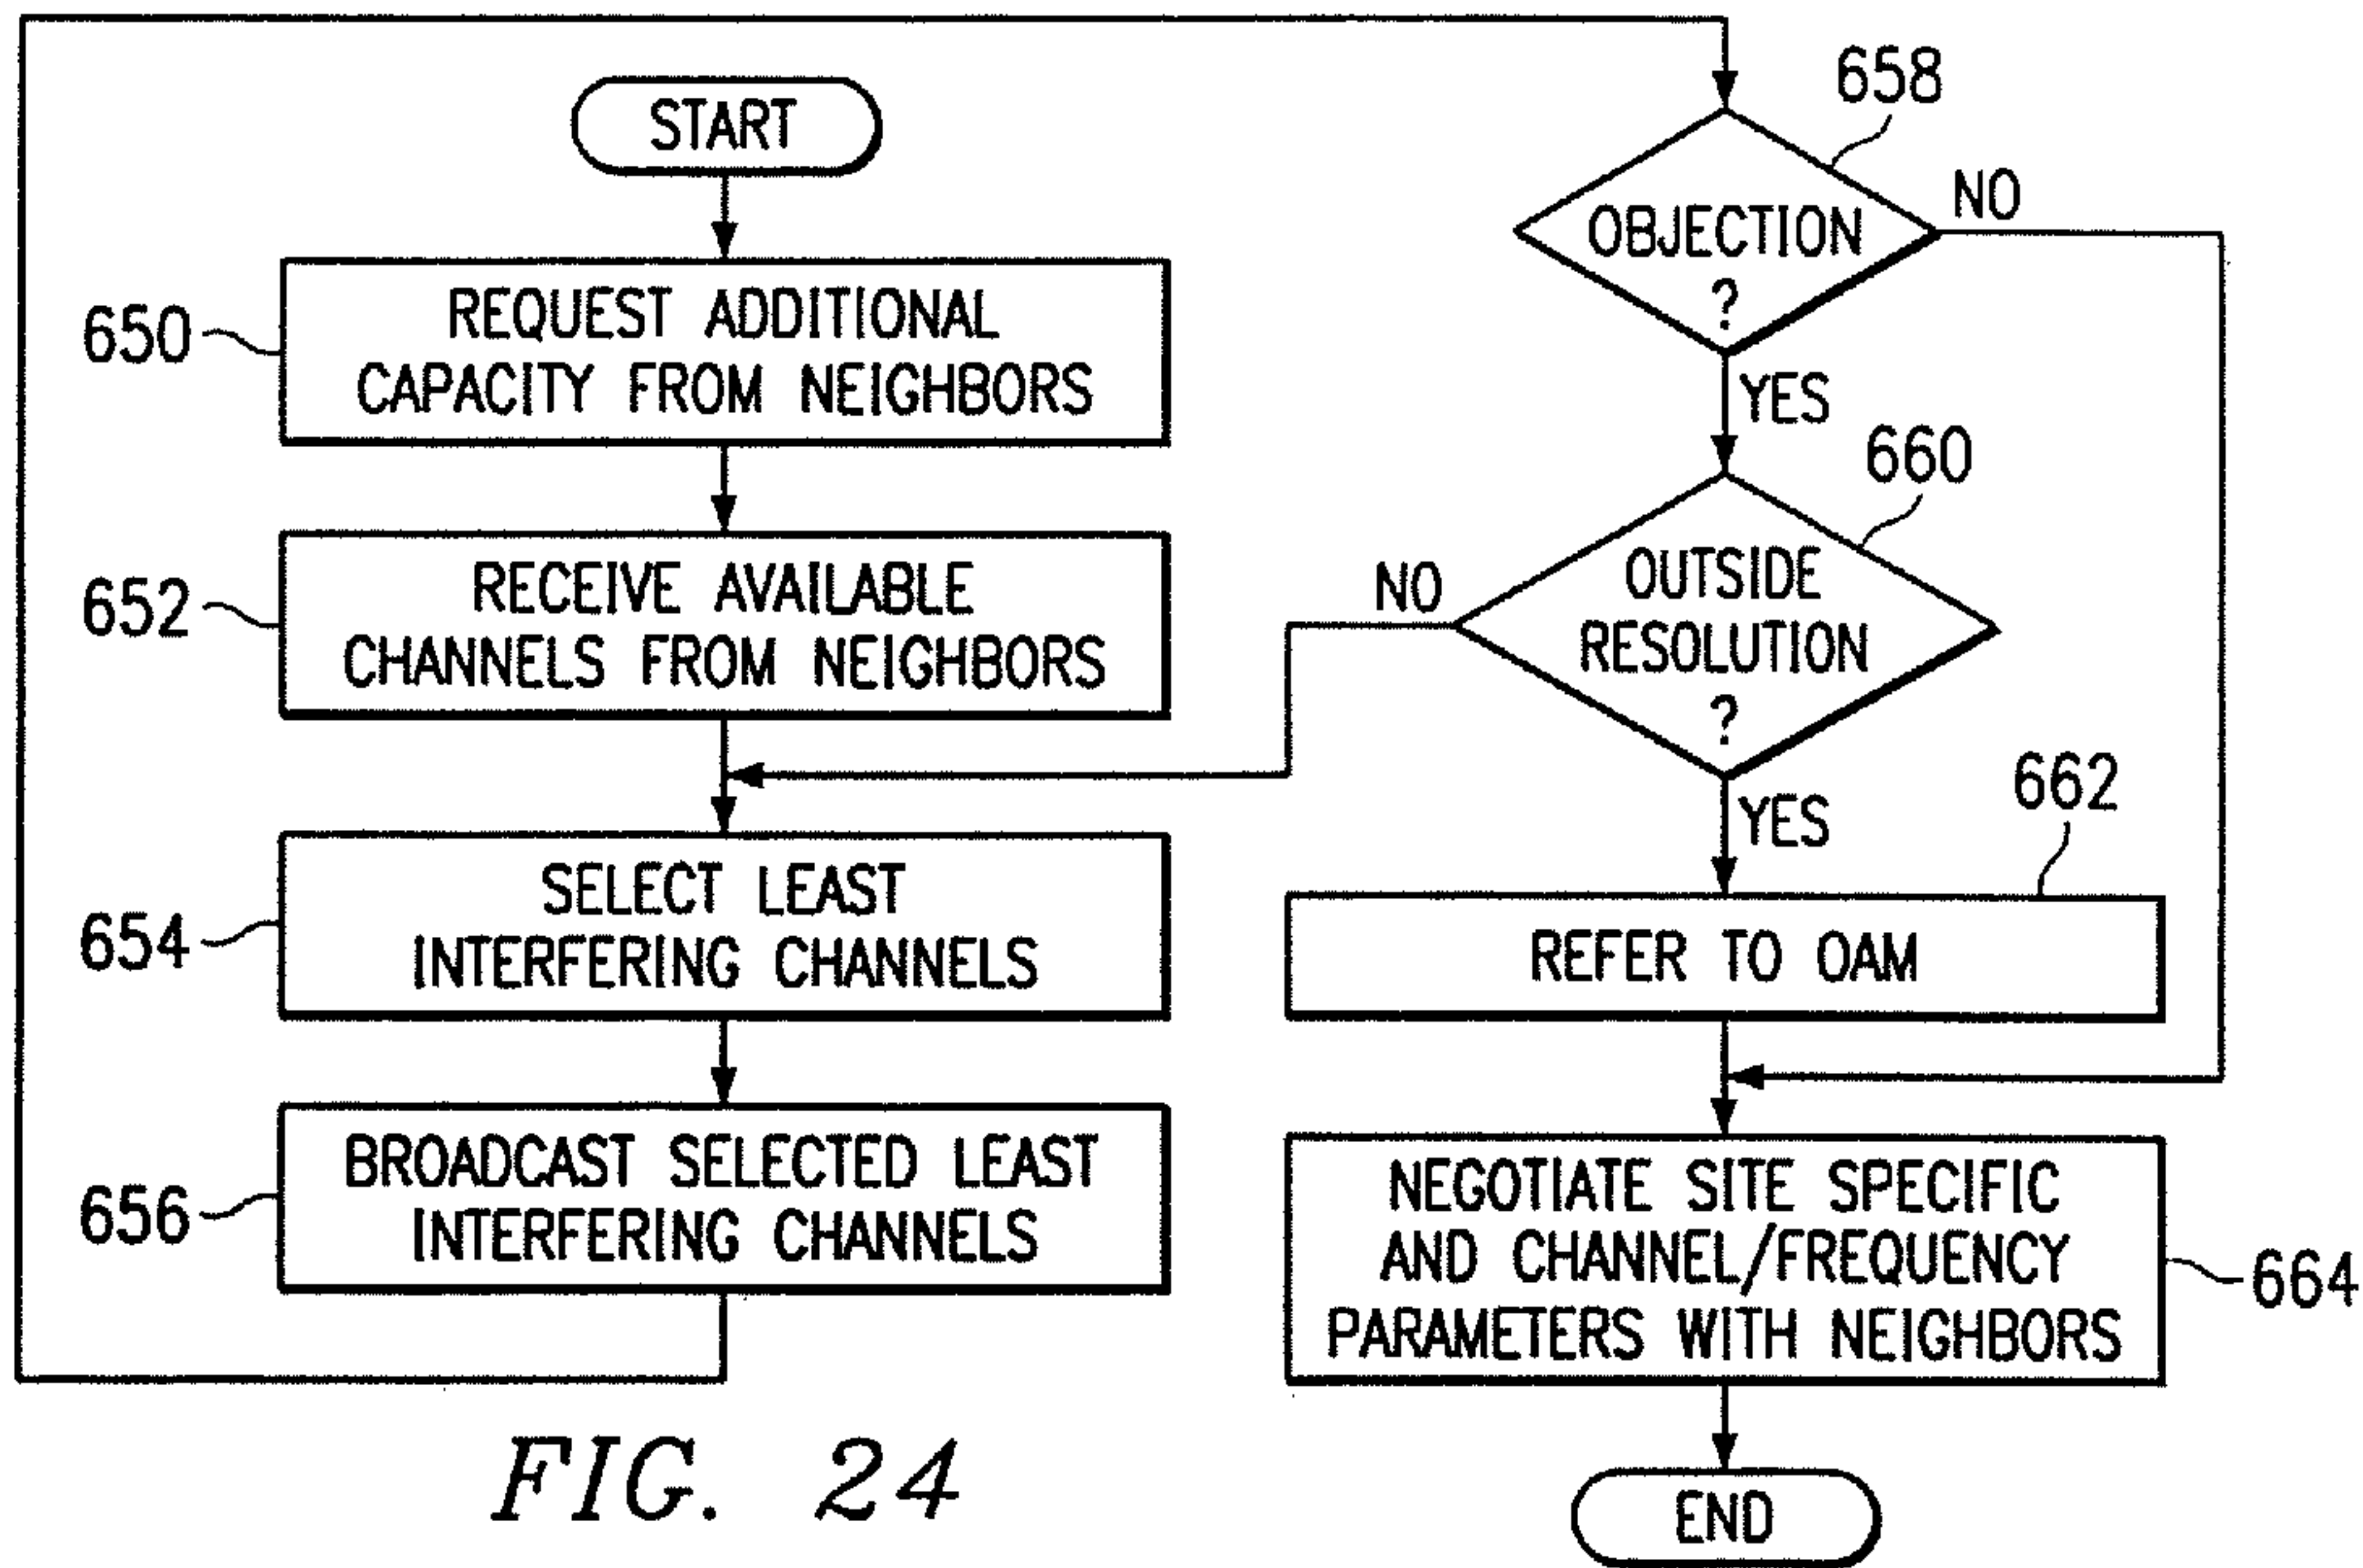 START
650
REQUEST ADDITIONAL
CAPACITY FROM NEIGHBORS
652
RECEIVE AVAILABLE
CHANNELS FROM NEIGHBORS
654
SELECT LEAST
INTERFERING CHANNELS
656
BROADCAST SELECTED LEAST
INTERFERING CHANNELS
658
OBJECTION
?
NO
YES
660
OUTSIDE
RESOLUTION
?
NO
YES
662
REFER TO OAM
664
NEGOTIATE SITE SPECIFIC
AND CHANNEL/FREQUENCY
PARAMETERS WITH NEIGHBORS
END
FIG. 24